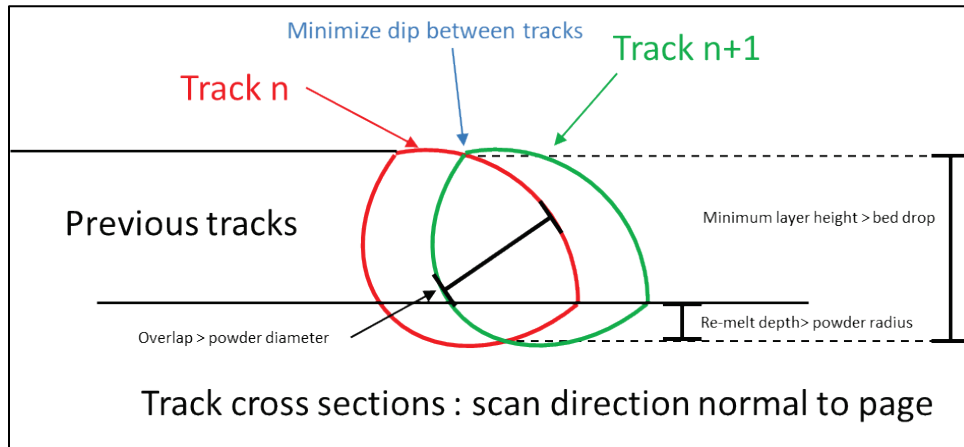 Minimize dip between tracks
Track n+1
Track n
Previous tracks
Minimum layer height > bed drop
Overlap > powder diameter
Re-melt depth> powder radius
Track cross sections : scan direction normal to page